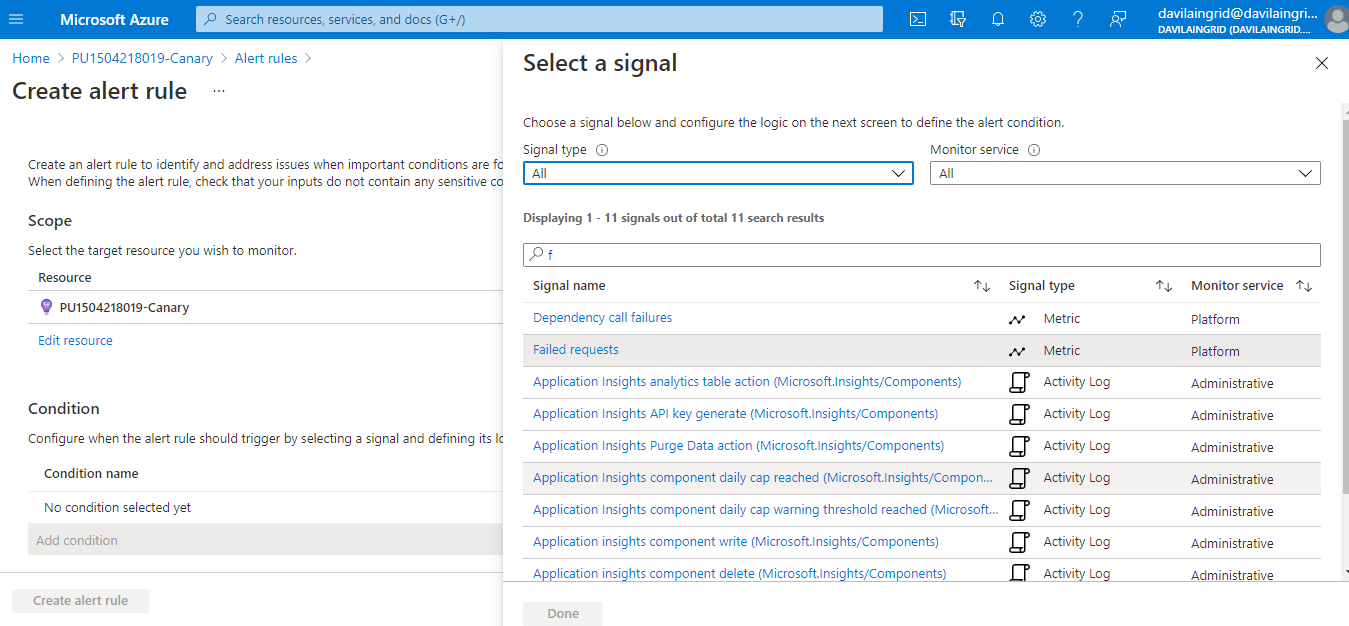 Microsoft Azure
Search resources, services, and docs (G+/)
davilaingrid@davilaingri...
DAVILAINGRID (DAVILAINGRID....
Home > PU1504218019-Canary > Alert rules >
Create alert rule ...
Create an alert rule to identify and address issues when important conditions are fo
When defining the alert rule, check that your inputs do not contain any sensitive co
Scope
Select the target resource you wish to monitor.
Resource
PU1504218019-Canary
Edit resource
Condition
Configure when the alert rule should trigger by selecting a signal and defining its lo
Condition name
No condition selected yet
Add condition
Create alert rule
Select a signal
Choose a signal below and configure the logic on the next screen to define the alert condition.
Signal type Monitor service
All All
Displaying 1 - 11 signals out of total 11 search results
f
Signal name Signal type Monitor service
Dependency call failures Metric Platform
Failed requests Metric Platform
Application Insights analytics table action (Microsoft.Insights/Components) Activity Log Administrative
Application Insights API key generate (Microsoft.Insights/Components) Activity Log Administrative
Application Insights Purge Data action (Microsoft.Insights/Components) Activity Log Administrative
Application Insights component daily cap reached (Microsoft.Insights/Compon... Activity Log Administrative
Application Insights component daily cap warning threshold reached (Microsoft... Activity Log Administrative
Application insights component write (Microsoft.Insights/Components) Activity Log Administrative
Application insights component delete (Microsoft.Insights/Components) Activity Log Administrative
Done